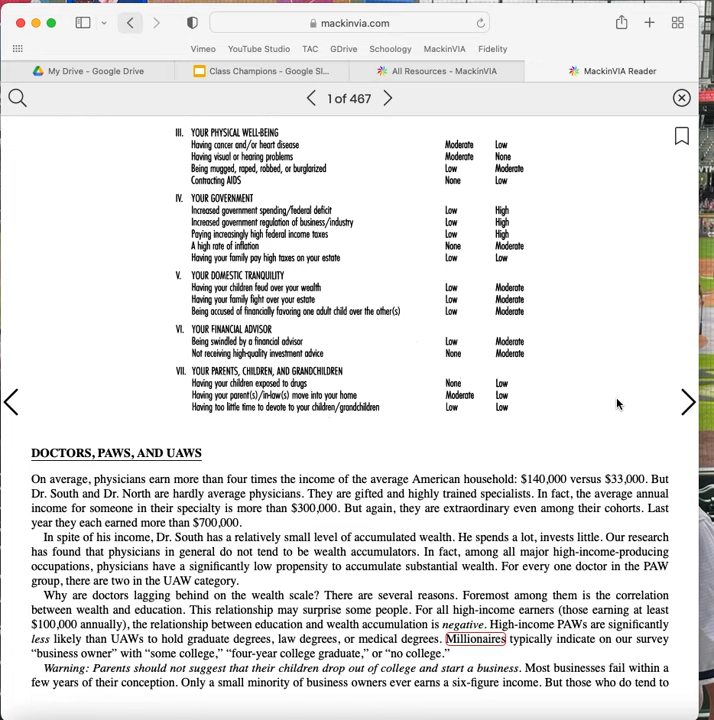 mackinvia.com
Vimeo YouTube Studio TAC GDrive Schoology MackinVIA Fidelity
My Drive - Google Drive Class Champions - Google Sl... All Resources - MackinVIA MackinVIA Reader
1 of 467
III. YOUR PHYSICAL WELL-BEING
Having cancer and/or heart disease Moderate Low
Having visual or hearing problems Moderate None
Being mugged, raped, robbed, or burglarized Low Moderate
Contracting AIDS None Low
IV. YOUR GOVERNMENT
Increased government spending/federal deficit Low High
Increased government regulation of business/industry Low High
Paying increasingly high federal income taxes Low High
A high rate of inflation None Moderate
Having your family pay high taxes on your estate Low Low
V. YOUR DOMESTIC TRANQUILITY
Having your children feud over your wealth Low Moderate
Having your family fight over your estate Low Moderate
Being accused of financially favoring one adult child over the other(s) Low Moderate
VI. YOUR FINANCIAL ADVISOR
Being swindled by a financial advisor Low Moderate
Not receiving high-quality investment advice None Moderate
VII. YOUR PARENTS, CHILDREN, AND GRANDCHILDREN
Having your children exposed to drugs None Low
Having your parent(s)/in-law(s) move into your home Moderate Low
Having too little time to devote to your children/grandchildren Low Low
DOCTORS, PAWS, AND UAWS
On average, physicians earn more than four times the income of the average American household: $140,000 versus $33,000. But
Dr. South and Dr. North are hardly average physicians. They are gifted and highly trained specialists. In fact, the average annual
income for someone in their specialty is more than $300,000. But again, they are extraordinary even among their cohorts. Last
year they each earned more than $700,000.
In spite of his income, Dr. South has a relatively small level of accumulated wealth. He spends a lot, invests little. Our research
has found that physicians in general do not tend to be wealth accumulators. In fact, among all major high-income-producing
occupations, physicians have a significantly low propensity to accumulate substantial wealth. For every one doctor in the PAW
group, there are two in the UAW category.
Why are doctors lagging behind on the wealth scale? There are several reasons. Foremost among them is the correlation
between wealth and education. This relationship may surprise some people. For all high-income earners (those earning at least
$100,000 annually), the relationship between education and wealth accumulation is negative. High-income PAWs are significantly
less likely than UAWs to hold graduate degrees, law degrees, or medical degrees. Millionaires typically indicate on our survey
“business owner” with “some college,” “four-year college graduate,” or “no college.”
Warning: Parents should not suggest that their children drop out of college and start a business. Most businesses fail within a
few years of their conception. Only a small minority of business owners ever earns a six-figure income. But those who do tend to